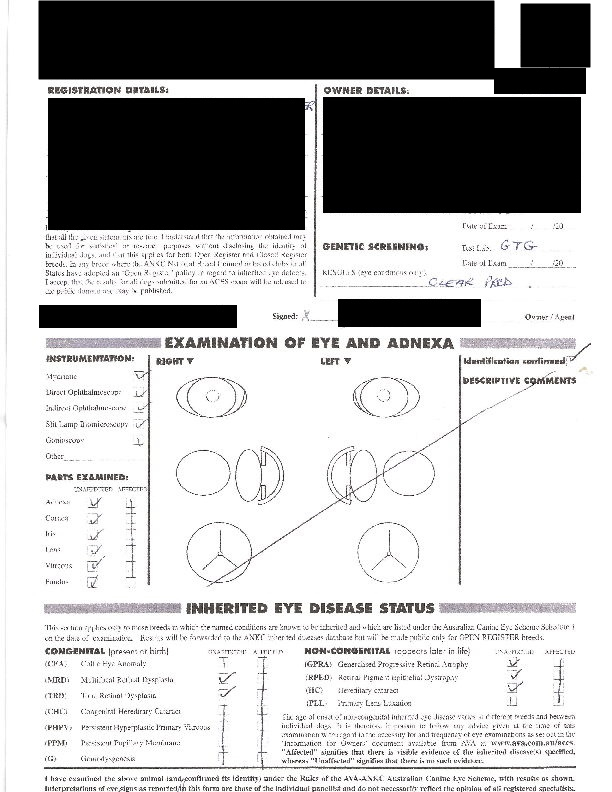 REGISTRATION DETAILS:
OWNER DETAILS:
that all the given statements are true. I understand that the information obtained may
be used for statistical or research purposes without disclosing the identity of
individual dogs, and that this applies for both Open Register and Closed Register
breeds. In any breed where the ANKC National Breed Council or breed clubs in all
States have adopted an "Open Register" policy in regard to inherited eye defects,
I accept that the results for all dogs submitted for an ACES exam will be released to
the public domain and may be published.
Date of Exam / /20
GENETIC SCREENING: Test Lab. GTG
Date of Exam / /20
RESULTS (eye conditions only)
CLEAR PRCD
Signed: X
Owner / Agent
EXAMINATION OF EYE AND ADNEXA
INSTRUMENTATION:
RIGHT ▼
LEFT ▼
Identification confirmed
DESCRIPTIVE COMMENTS
Mydriatic
Direct Ophthalmoscopy
Indirect Ophthalmoscopy
Slit Lamp Biomicroscopy
Gonioscopy
Other
PARTS EXAMINED:
UNAFFECTED AFFECTED
Adnexa
Cornea
Iris
Lens
Vitreous
Fundus
INHERITED EYE DISEASE STATUS
This section applies only to those breeds in which the named conditions are known to be inherited and which are listed under the Australian Canine Eye Scheme Schedule 1
on the date of examination. Results will be forwarded to the ANKC inherited diseases database but will be made public only for OPEN REGISTER breeds.
CONGENITAL (present at birth) UNAFFECTED AFFECTED
(CEA) Collie Eye Anomaly
(MRD) Multifocal Retinal Dysplasia
(TRD) Total Retinal Dysplasia
(CHC) Congenital Hereditary Cataract
(PHPV) Persistent Hyperplastic Primary Vitreous
(PPM) Persistent Pupillary Membrane
(G) Goniodysgenesis
NON-CONGENITAL (appears later in life) UNAFFECTED AFFECTED
(GPRA) Generalised Progressive Retinal Atrophy
(RPED) Retinal Pigment Epithelial Dystrophy
(HC) Hereditary cataract
(PLL) Primary Lens Luxation
The age of onset of non-congenital inherited eye disease varies in different breeds and between
individual dogs. It is therefore important to follow any advice given at the time of this
examination with regard to the necessity for and frequency of eye examinations as set out in the
'Information for Owners' document available from AVA at www.ava.com.au/aces.
"Affected" signifies that there is visible evidence of the inherited disease(s) specified,
whereas "Unaffected" signifies that there is no such evidence.
I have examined the above animal (and confirmed its identity) under the Rules of the AVA-ANKC Australian Canine Eye Scheme, with results as shown.
Interpretations of eye signs as reported in this form are those of the individual panellist and do not necessarily reflect the opinion of all registered specialists.